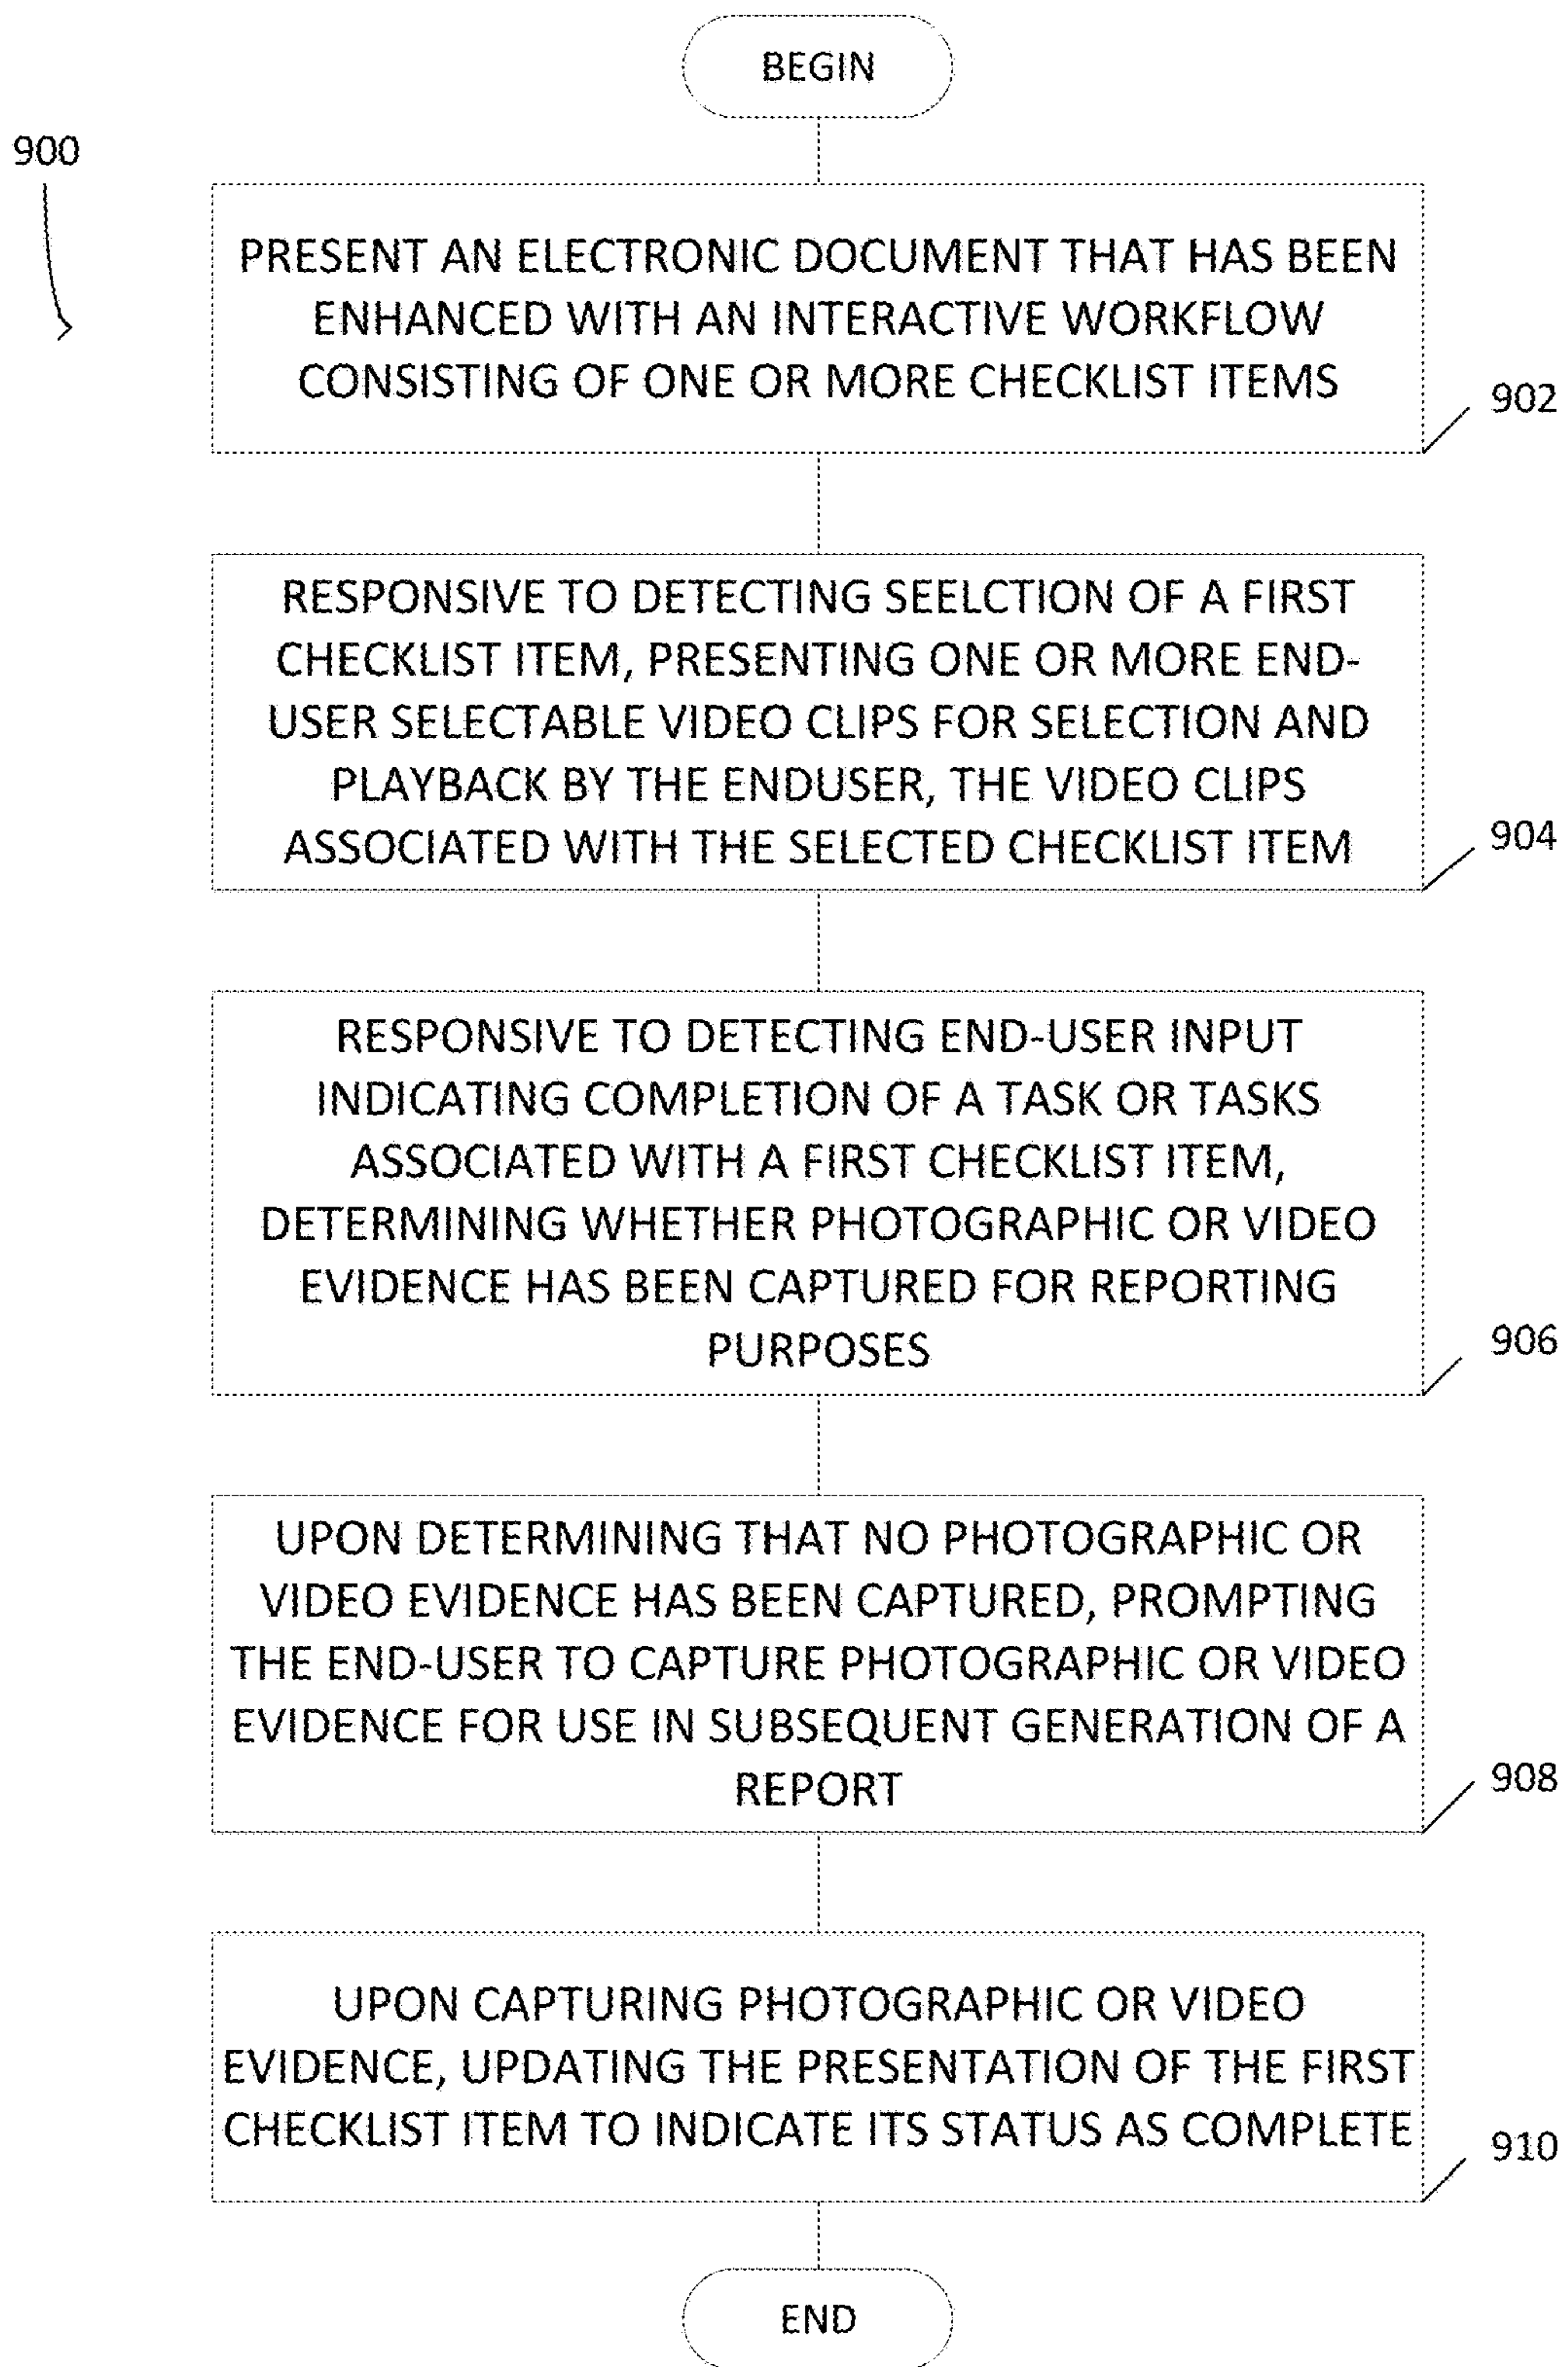 BEGIN
900
PRESENT AN ELECTRONIC DOCUMENT THAT HAS BEEN
ENHANCED WITH AN INTERACTIVE WORKFLOW
CONSISTING OF ONE OR MORE CHECKLIST ITEMS
902
RESPONSIVE TO DETECTING SEELCTION OF A FIRST
CHECKLIST ITEM, PRESENTING ONE OR MORE END-
USER SELECTABLE VIDEO CLIPS FOR SELECTION AND
PLAYBACK BY THE ENDUSER, THE VIDEO CLIPS
ASSOCIATED WITH THE SELECTED CHECKLIST ITEM
904
RESPONSIVE TO DETECTING END-USER INPUT
INDICATING COMPLETION OF A TASK OR TASKS
ASSOCIATED WITH A FIRST CHECKLIST ITEM,
DETERMINING WHETHER PHOTOGRAPHIC OR VIDEO
EVIDENCE HAS BEEN CAPTURED FOR REPORTING
PURPOSES
906
UPON DETERMINING THAT NO PHOTOGRAPHIC OR
VIDEO EVIDENCE HAS BEEN CAPTURED, PROMPTING
THE END-USER TO CAPTURE PHOTOGRAPHIC OR VIDEO
EVIDENCE FOR USE IN SUBSEQUENT GENERATION OF A
REPORT
908
UPON CAPTURING PHOTOGRAPHIC OR VIDEO
EVIDENCE, UPDATING THE PRESENTATION OF THE FIRST
CHECKLIST ITEM TO INDICATE ITS STATUS AS COMPLETE
910
END